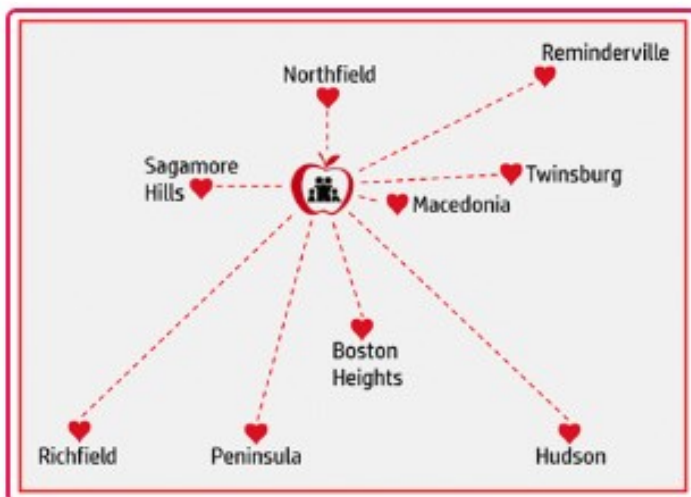 Reminderville
Northfield
Sagamore
Hills
Twinsburg
Macedonia
Boston
Heights
Richfield
Peninsula
Hudson